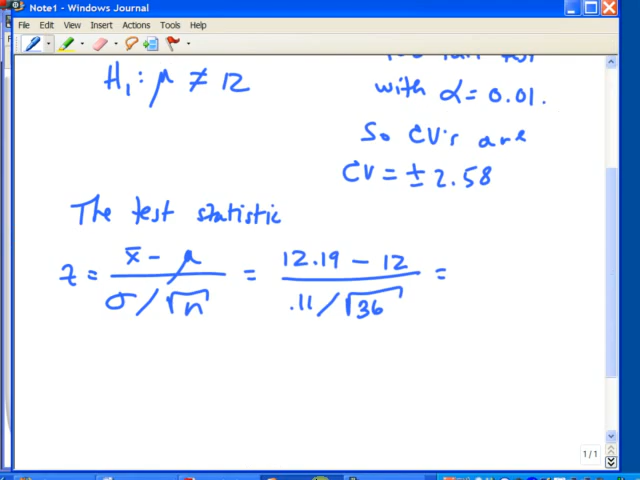 Note1 - Windows Journal
File Edit View Insert Actions Tools Help
H₁: μ ≠ 12
with α = 0.01.
So CV's are
CV = ± 2.58
The test statistic
z = x̄ - μ / σ/√n = 12.19 - 12 / .11/√36 =
1/1